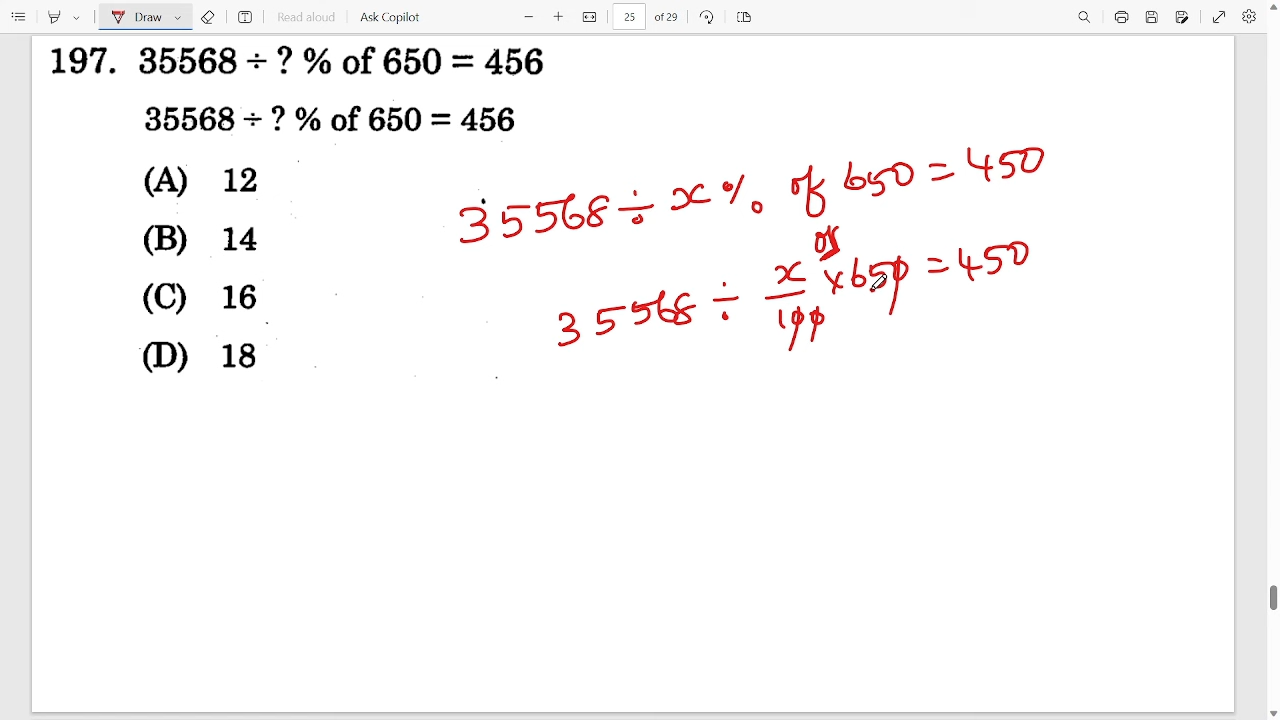 Draw
Read aloud
Ask Copilot
25
of 29
197. 35568 ÷ ? % of 650 = 456
35568 ÷ ? % of 650 = 456
(A) 12
(B) 14
(C) 16
(D) 18
35568 ÷ x % of 650 = 450
of
35568 ÷ x/100 × 650 = 450